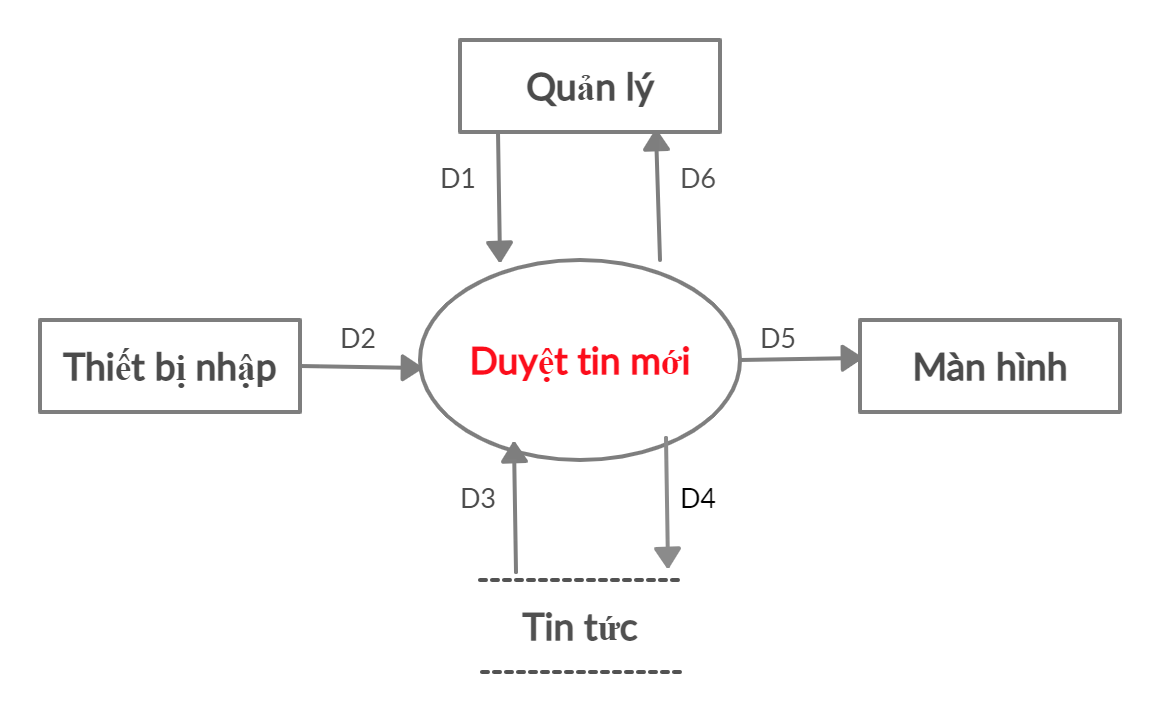 Quản lý
D1
D6
Thiết bị nhập
D2
Duyệt tin mới
D5
Màn hình
D3
D4
Tin tức